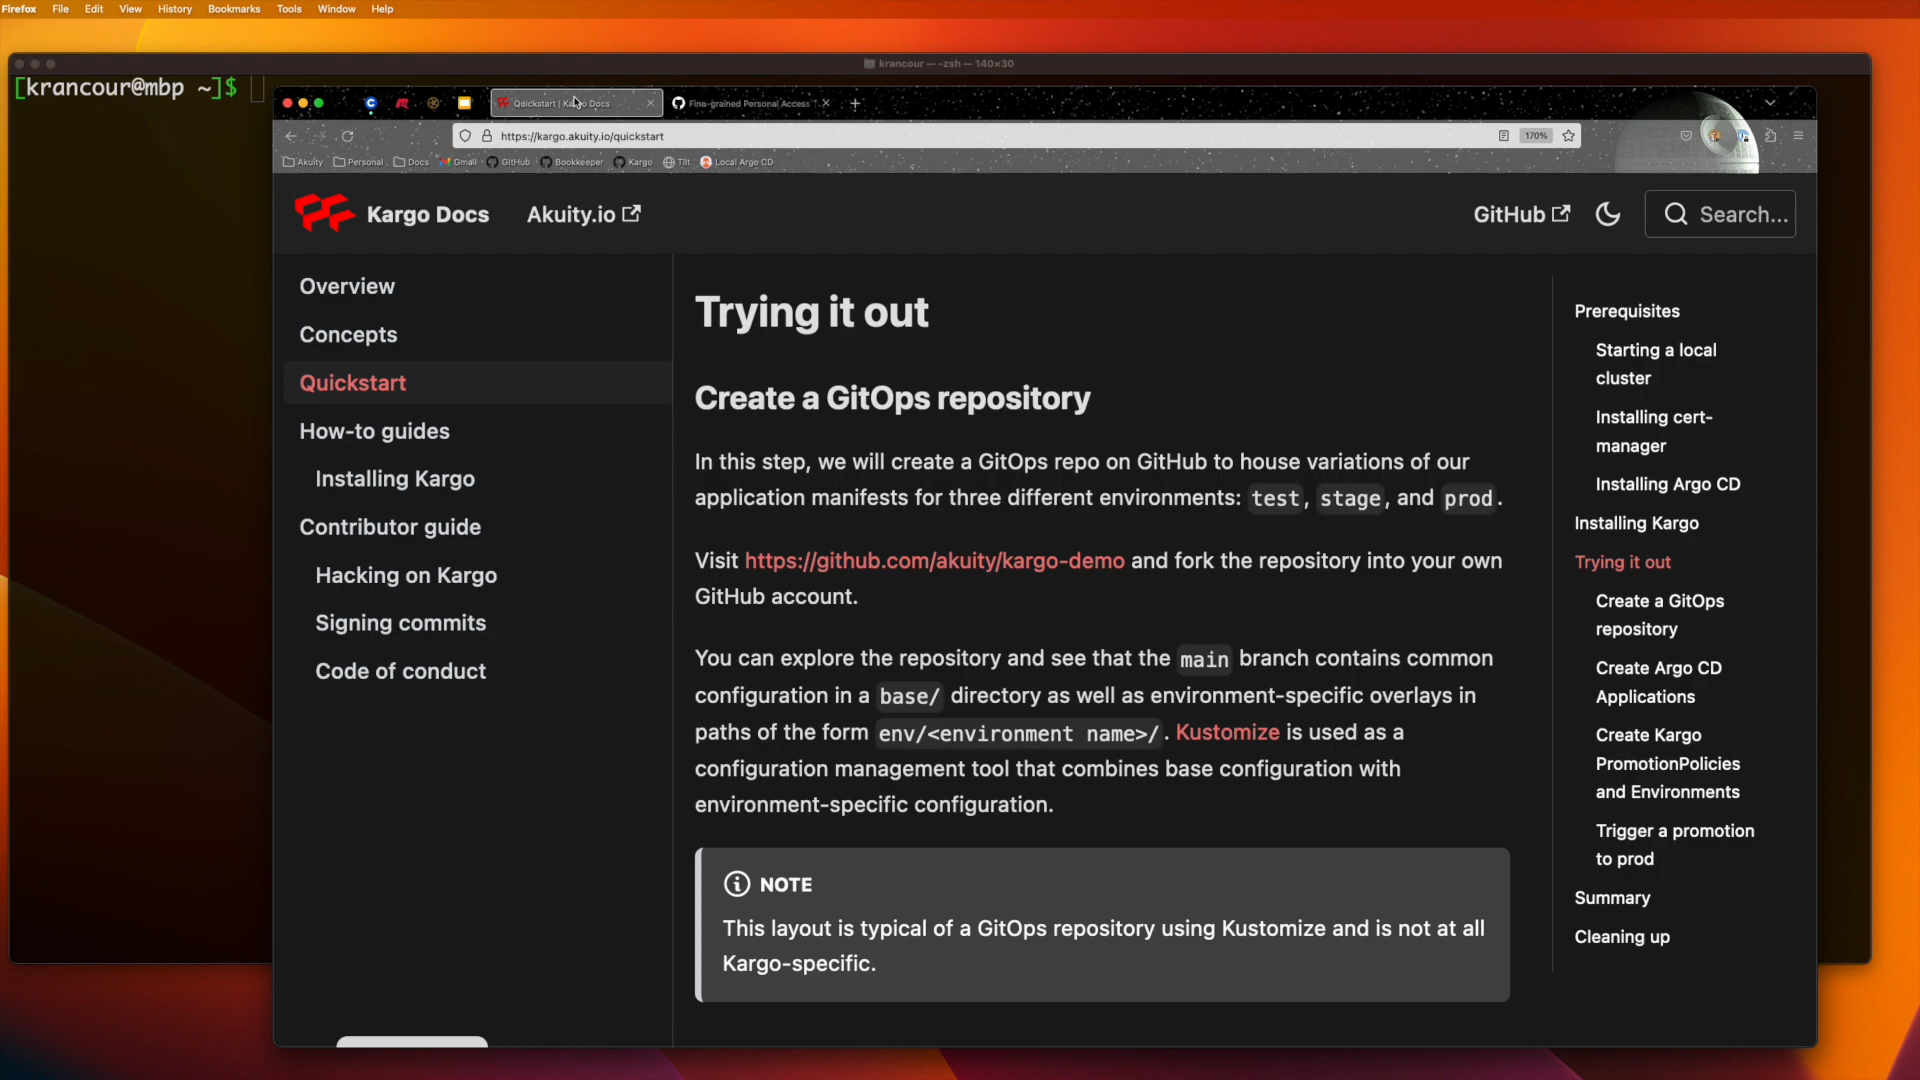 Firefox File Edit View History Bookmarks Tools Window Help
krancour — -zsh — 140×30
[krancour@mbp ~]$
Quickstart | Kargo Docs
Fine-grained Personal Access
https://kargo.akuity.io/quickstart
170%
Akuity Personal Docs Gmail GitHub Bookkeeper Kargo Tilt Local Argo CD
Kargo Docs
Akuity.io
GitHub
Search...
Overview
Concepts
Quickstart
How-to guides
Installing Kargo
Contributor guide
Hacking on Kargo
Signing commits
Code of conduct
Trying it out
Create a GitOps repository
In this step, we will create a GitOps repo on GitHub to house variations of our
application manifests for three different environments: test, stage, and prod.
Visit https://github.com/akuity/kargo-demo and fork the repository into your own
GitHub account.
You can explore the repository and see that the main branch contains common
configuration in a base/ directory as well as environment-specific overlays in
paths of the form env/<environment name>/. Kustomize is used as a
configuration management tool that combines base configuration with
environment-specific configuration.
NOTE
This layout is typical of a GitOps repository using Kustomize and is not at all
Kargo-specific.
Prerequisites
Starting a local
cluster
Installing cert-
manager
Installing Argo CD
Installing Kargo
Trying it out
Create a GitOps
repository
Create Argo CD
Applications
Create Kargo
PromotionPolicies
and Environments
Trigger a promotion
to prod
Summary
Cleaning up